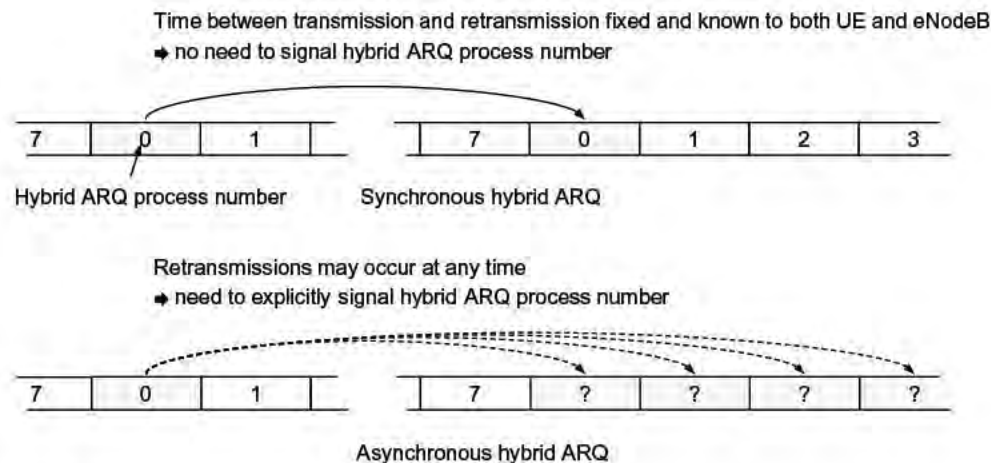 Time between transmission and retransmission fixed and known to both UE and eNodeB
➡ no need to signal hybrid ARQ process number
7 0 1 7 0 1 2 3
Hybrid ARQ process number Synchronous hybrid ARQ
Retransmissions may occur at any time
➡ need to explicitly signal hybrid ARQ process number
7 0 1 7 ? ? ? ?
Asynchronous hybrid ARQ